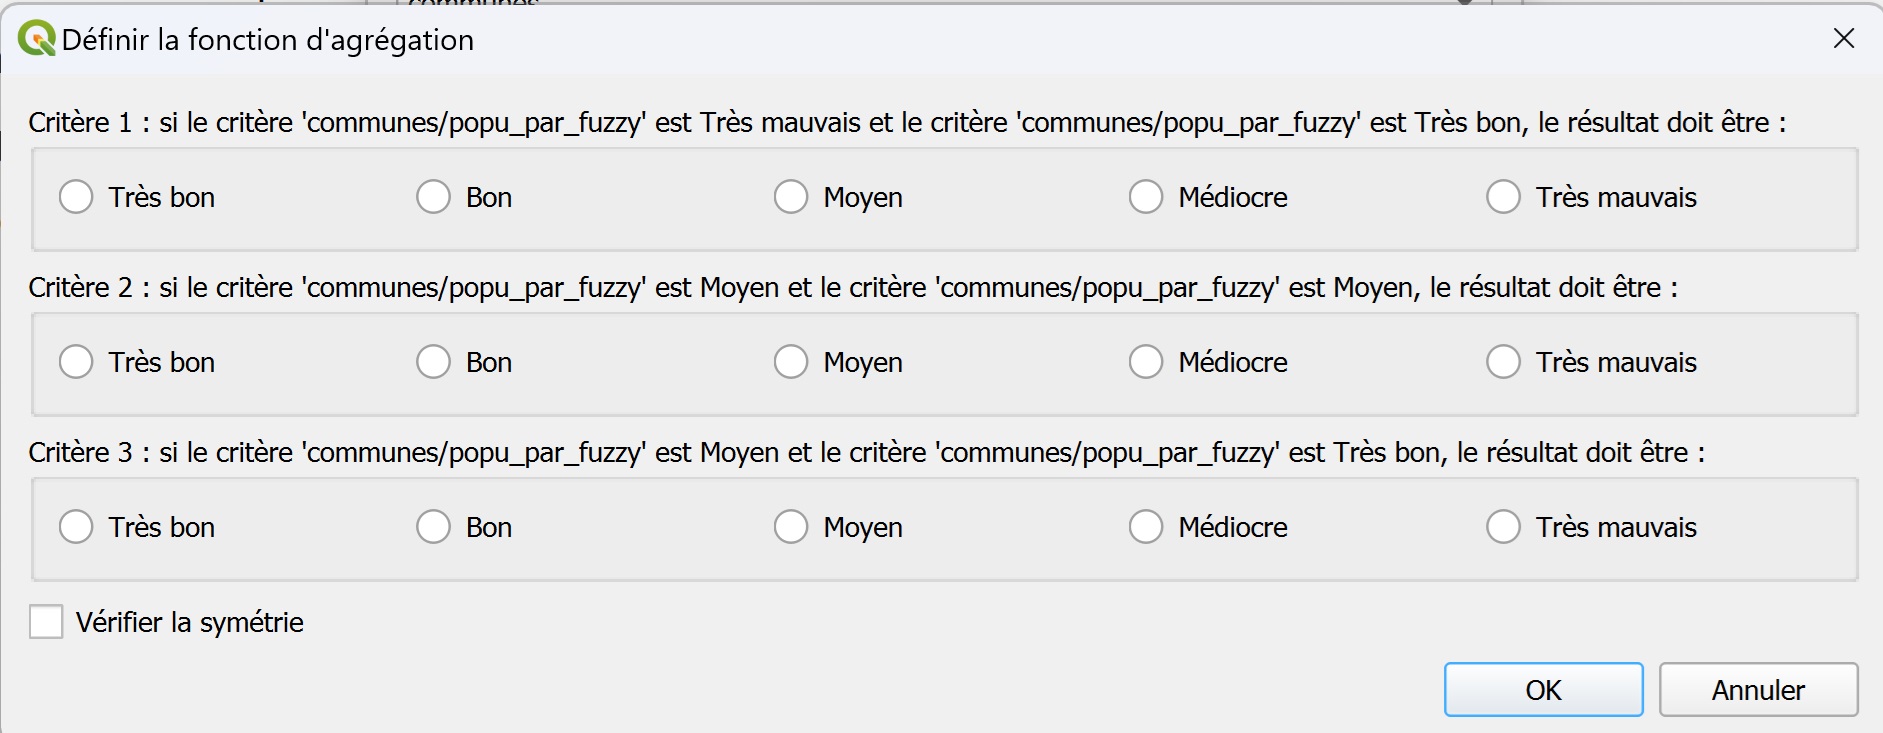 communes
Définir la fonction d'agrégation
Critère 1 : si le critère 'communes/popu_par_fuzzy' est Très mauvais et le critère 'communes/popu_par_fuzzy' est Très bon, le résultat doit être :
Très bon Bon Moyen Médiocre Très mauvais
Critère 2 : si le critère 'communes/popu_par_fuzzy' est Moyen et le critère 'communes/popu_par_fuzzy' est Moyen, le résultat doit être :
Très bon Bon Moyen Médiocre Très mauvais
Critère 3 : si le critère 'communes/popu_par_fuzzy' est Moyen et le critère 'communes/popu_par_fuzzy' est Très bon, le résultat doit être :
Très bon Bon Moyen Médiocre Très mauvais
Vérifier la symétrie
OK Annuler